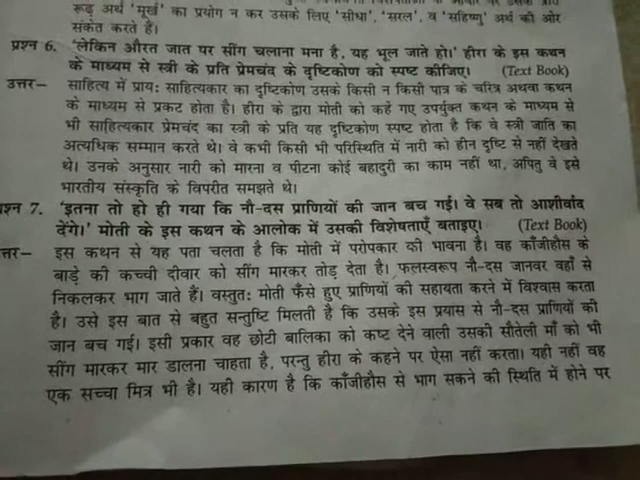 रूढ़ अर्थ 'मूर्ख' का प्रयोग न कर उसके लिए 'सीधा', 'सरल', व 'सहिष्णु' अर्थ की ओर
संकेत करते हैं।
प्रश्न 6. 'लेकिन औरत जात पर सींग चलाना मना है, यह भूल जाते हो।' हीरा के इस कथन
के माध्यम से स्त्री के प्रति प्रेमचंद के दृष्टिकोण को स्पष्ट कीजिए। (Text Book)
उत्तर– साहित्य में प्राय: साहित्यकार का दृष्टिकोण उसके किसी न किसी पात्र के चरित्र अथवा कथन
के माध्यम से प्रकट होता है। हीरा के द्वारा मोती को कहे गए उपर्युक्त कथन के माध्यम से
भी साहित्यकार प्रेमचंद का स्त्री के प्रति यह दृष्टिकोण स्पष्ट होता है कि वे स्त्री जाति का
अत्यधिक सम्मान करते थे। वे कभी किसी भी परिस्थिति में नारी को हीन दृष्टि से नहीं देखते
थे। उनके अनुसार नारी को मारना व पीटना कोई बहादुरी का काम नहीं था, अपितु वे इसे
भारतीय संस्कृति के विपरीत समझते थे।
प्रश्न 7. 'इतना तो हो ही गया कि नौ-दस प्राणियों की जान बच गई। वे सब तो आशीर्वाद
देंगे।' मोती के इस कथन के आलोक में उसकी विशेषताएँ बताइए। (Text Book)
त्तर– इस कथन से यह पता चलता है कि मोती में परोपकार की भावना है। वह काँजीहौस के
बाड़े की कच्ची दीवार को सींग मारकर तोड़ देता है। फलस्वरूप नौ-दस जानवर वहाँ से
निकलकर भाग जाते हैं। वस्तुत: मोती फँसे हुए प्राणियों की सहायता करने में विश्वास करता
है। उसे इस बात से बहुत सन्तुष्टि मिलती है कि उसके इस प्रयास से नौ-दस प्राणियों की
जान बच गई। इसी प्रकार वह छोटी बालिका को कष्ट देने वाली उसकी सौतेली माँ को भी
सींग मारकर मार डालना चाहता है, परन्तु हीरा के कहने पर ऐसा नहीं करता। यही नहीं वह
एक सच्चा मित्र भी है। यही कारण है कि काँजीहौस से भाग सकने की स्थिति में होने पर